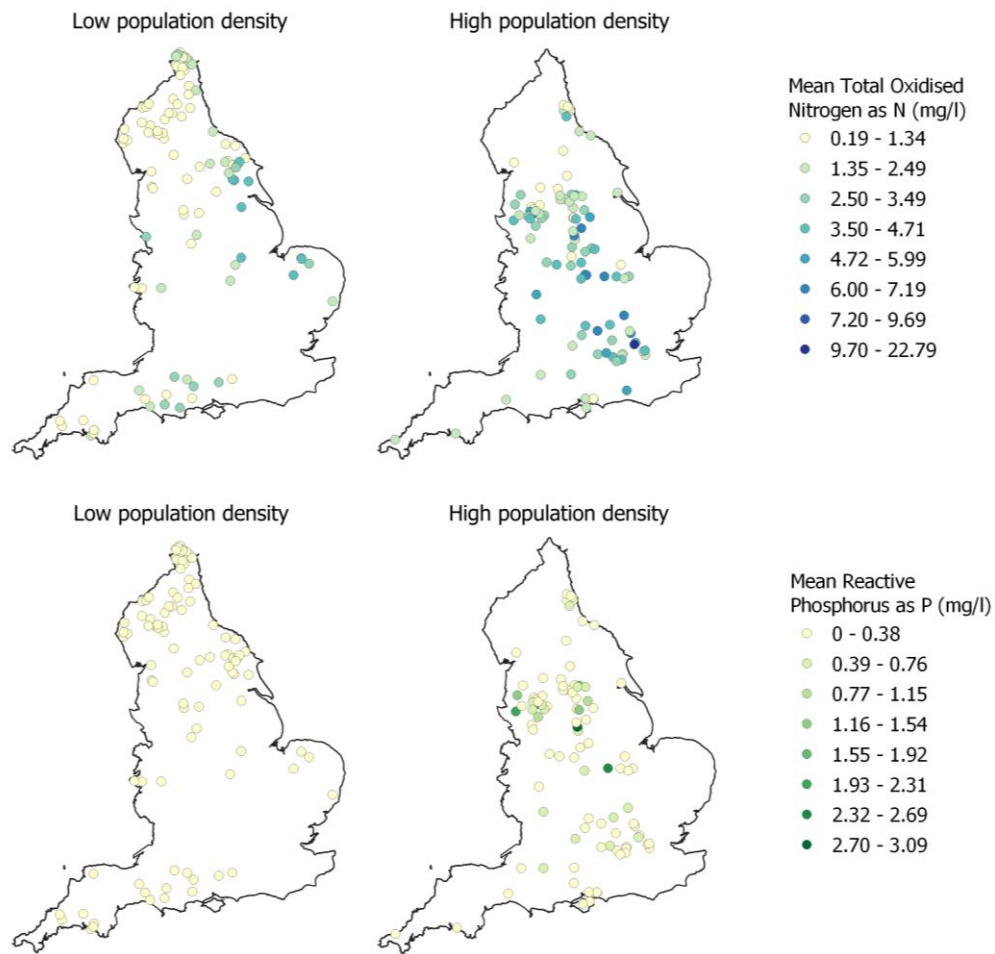 Low population density
High population density
Mean Total Oxidised
Nitrogen as N (mg/l)
0.19 - 1.34
1.35 - 2.49
2.50 - 3.49
3.50 - 4.71
4.72 - 5.99
6.00 - 7.19
7.20 - 9.69
9.70 - 22.79
Low population density
High population density
Mean Reactive
Phosphorus as P (mg/l)
0 - 0.38
0.39 - 0.76
0.77 - 1.15
1.16 - 1.54
1.55 - 1.92
1.93 - 2.31
2.32 - 2.69
2.70 - 3.09